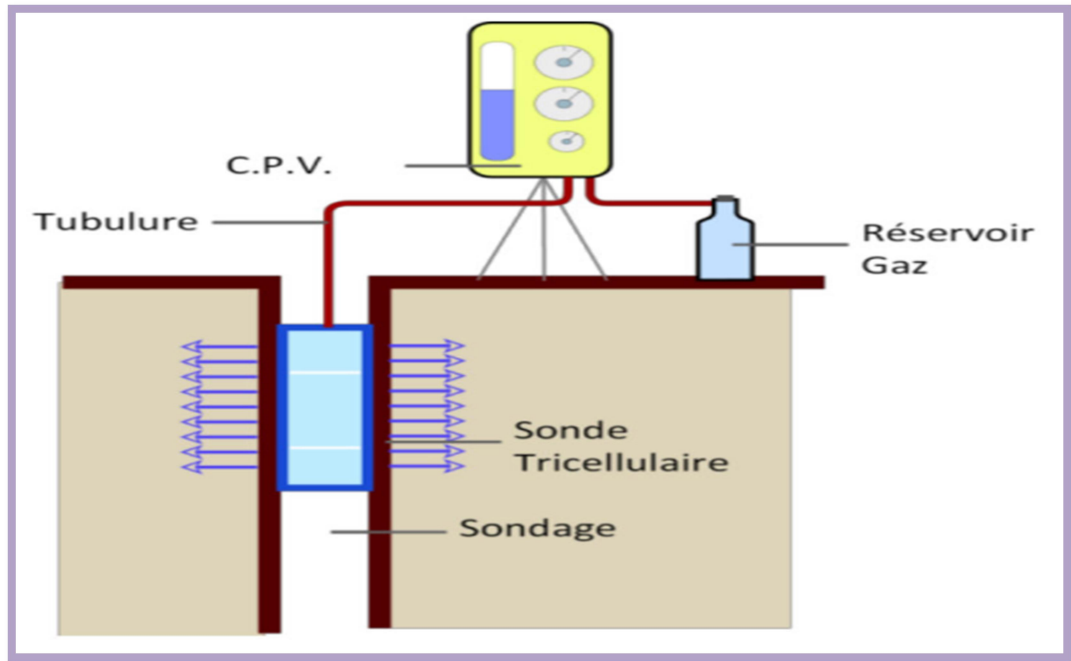 C.P.V.
Tubulure
Réservoir
Gaz
Sonde
Tricellulaire
Sondage